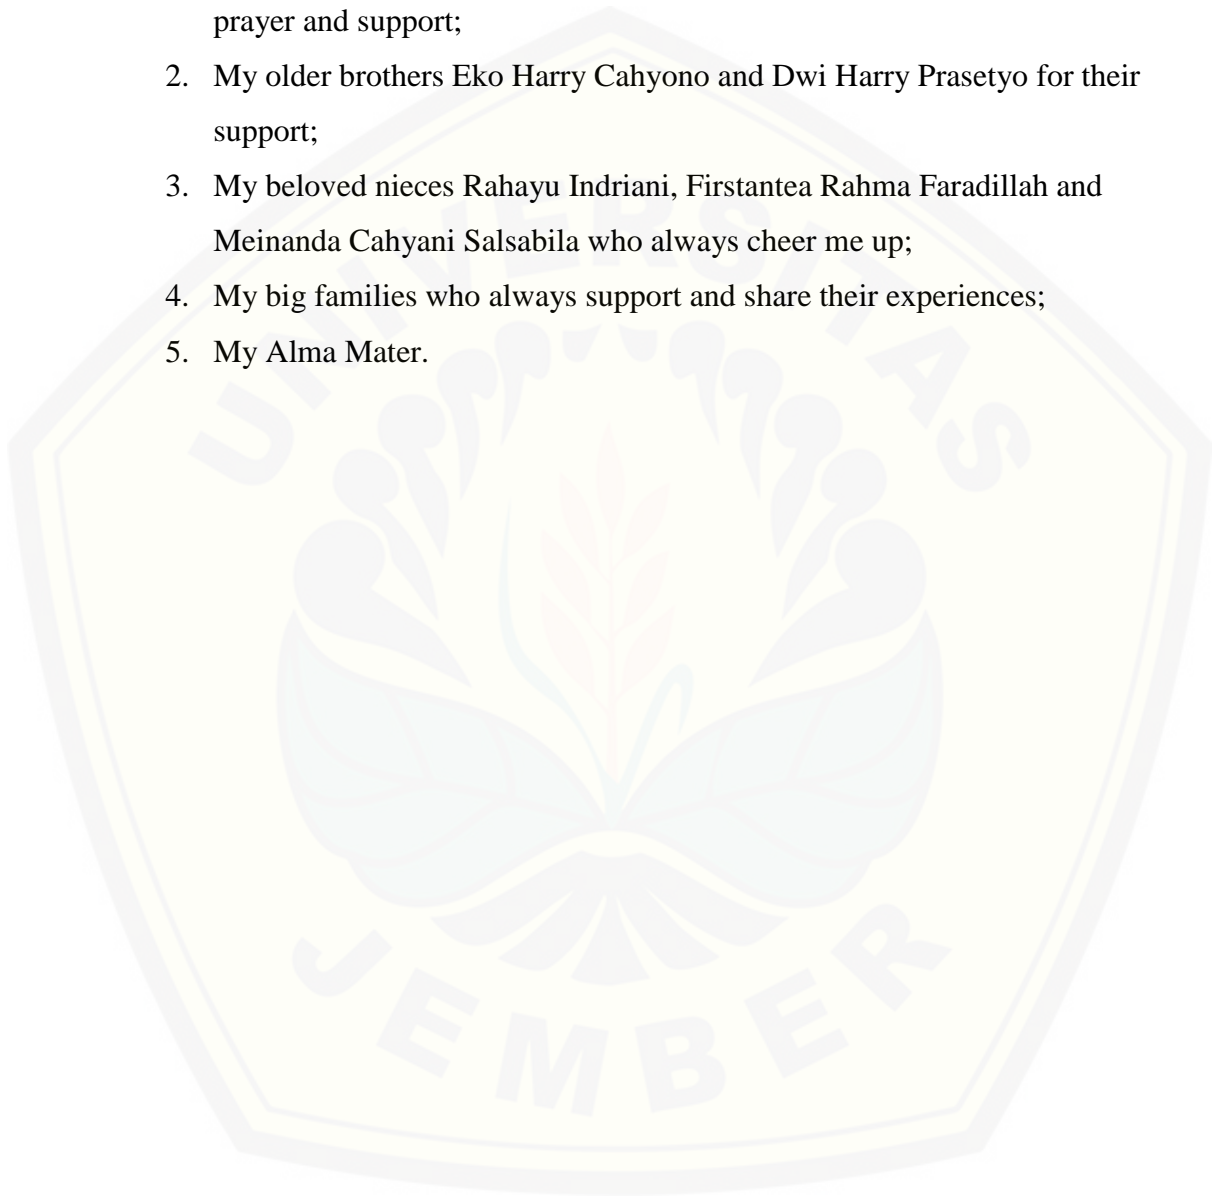 prayer and support;
2. My older brothers Eko Harry Cahyono and Dwi Harry Prasetyo for their
support;
3. My beloved nieces Rahayu Indriani, Firstantea Rahma Faradillah and
Meinanda Cahyani Salsabila who always cheer me up;
4. My big families who always support and share their experiences;
5. My Alma Mater.
UNIVERSITAS
JEMBER